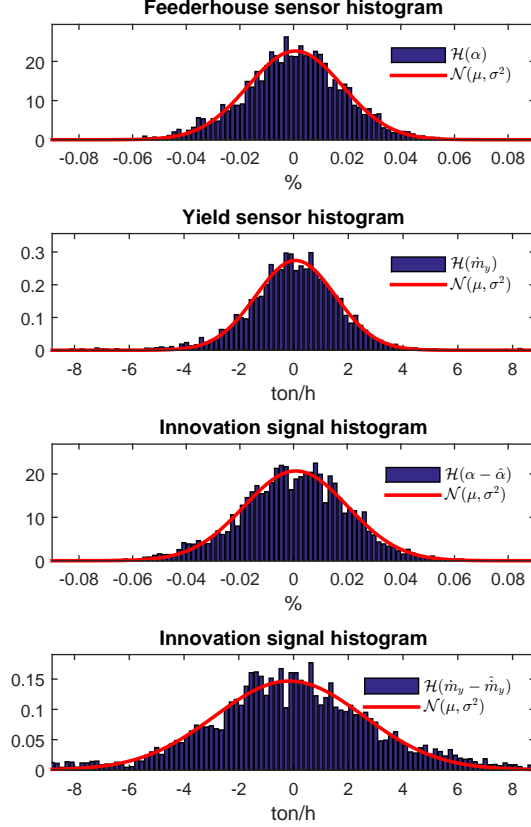 Feederhouse sensor histogram
20
10
0
ℋ(α)
𝒩(μ, σ²)
-0.08 -0.06 -0.04 -0.02 0 0.02 0.04 0.06 0.08
%
Yield sensor histogram
0.3
0.2
0.1
0
ℋ(ṁ_y)
𝒩(μ, σ²)
-8 -6 -4 -2 0 2 4 6 8
ton/h
Innovation signal histogram
20
10
0
ℋ(α − α̂)
𝒩(μ, σ²)
-0.08 -0.06 -0.04 -0.02 0 0.02 0.04 0.06 0.08
%
Innovation signal histogram
0.15
0.1
0.05
0
ℋ(ṁ_y − ṁ̂_y)
𝒩(μ, σ²)
-8 -6 -4 -2 0 2 4 6 8
ton/h